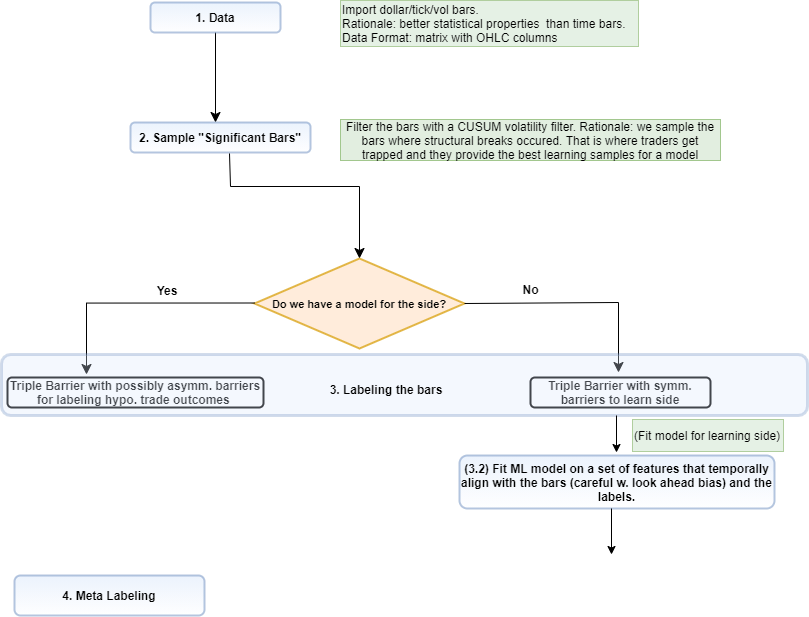 1. Data
Import dollar/tick/vol bars.
Rationale: better statistical properties than time bars.
Data Format: matrix with OHLC columns
2. Sample "Significant Bars"
Filter the bars with a CUSUM volatility filter. Rationale: we sample the
bars where structural breaks occured. That is where traders get
trapped and they provide the best learning samples for a model
Do we have a model for the side?
Yes
No
Triple Barrier with possibly asymm. barriers
for labeling hypo. trade outcomes
3. Labeling the bars
Triple Barrier with symm.
barriers to learn side
(Fit model for learning side)
(3.2) Fit ML model on a set of features that temporally
align with the bars (careful w. look ahead bias) and the
labels.
4. Meta Labeling